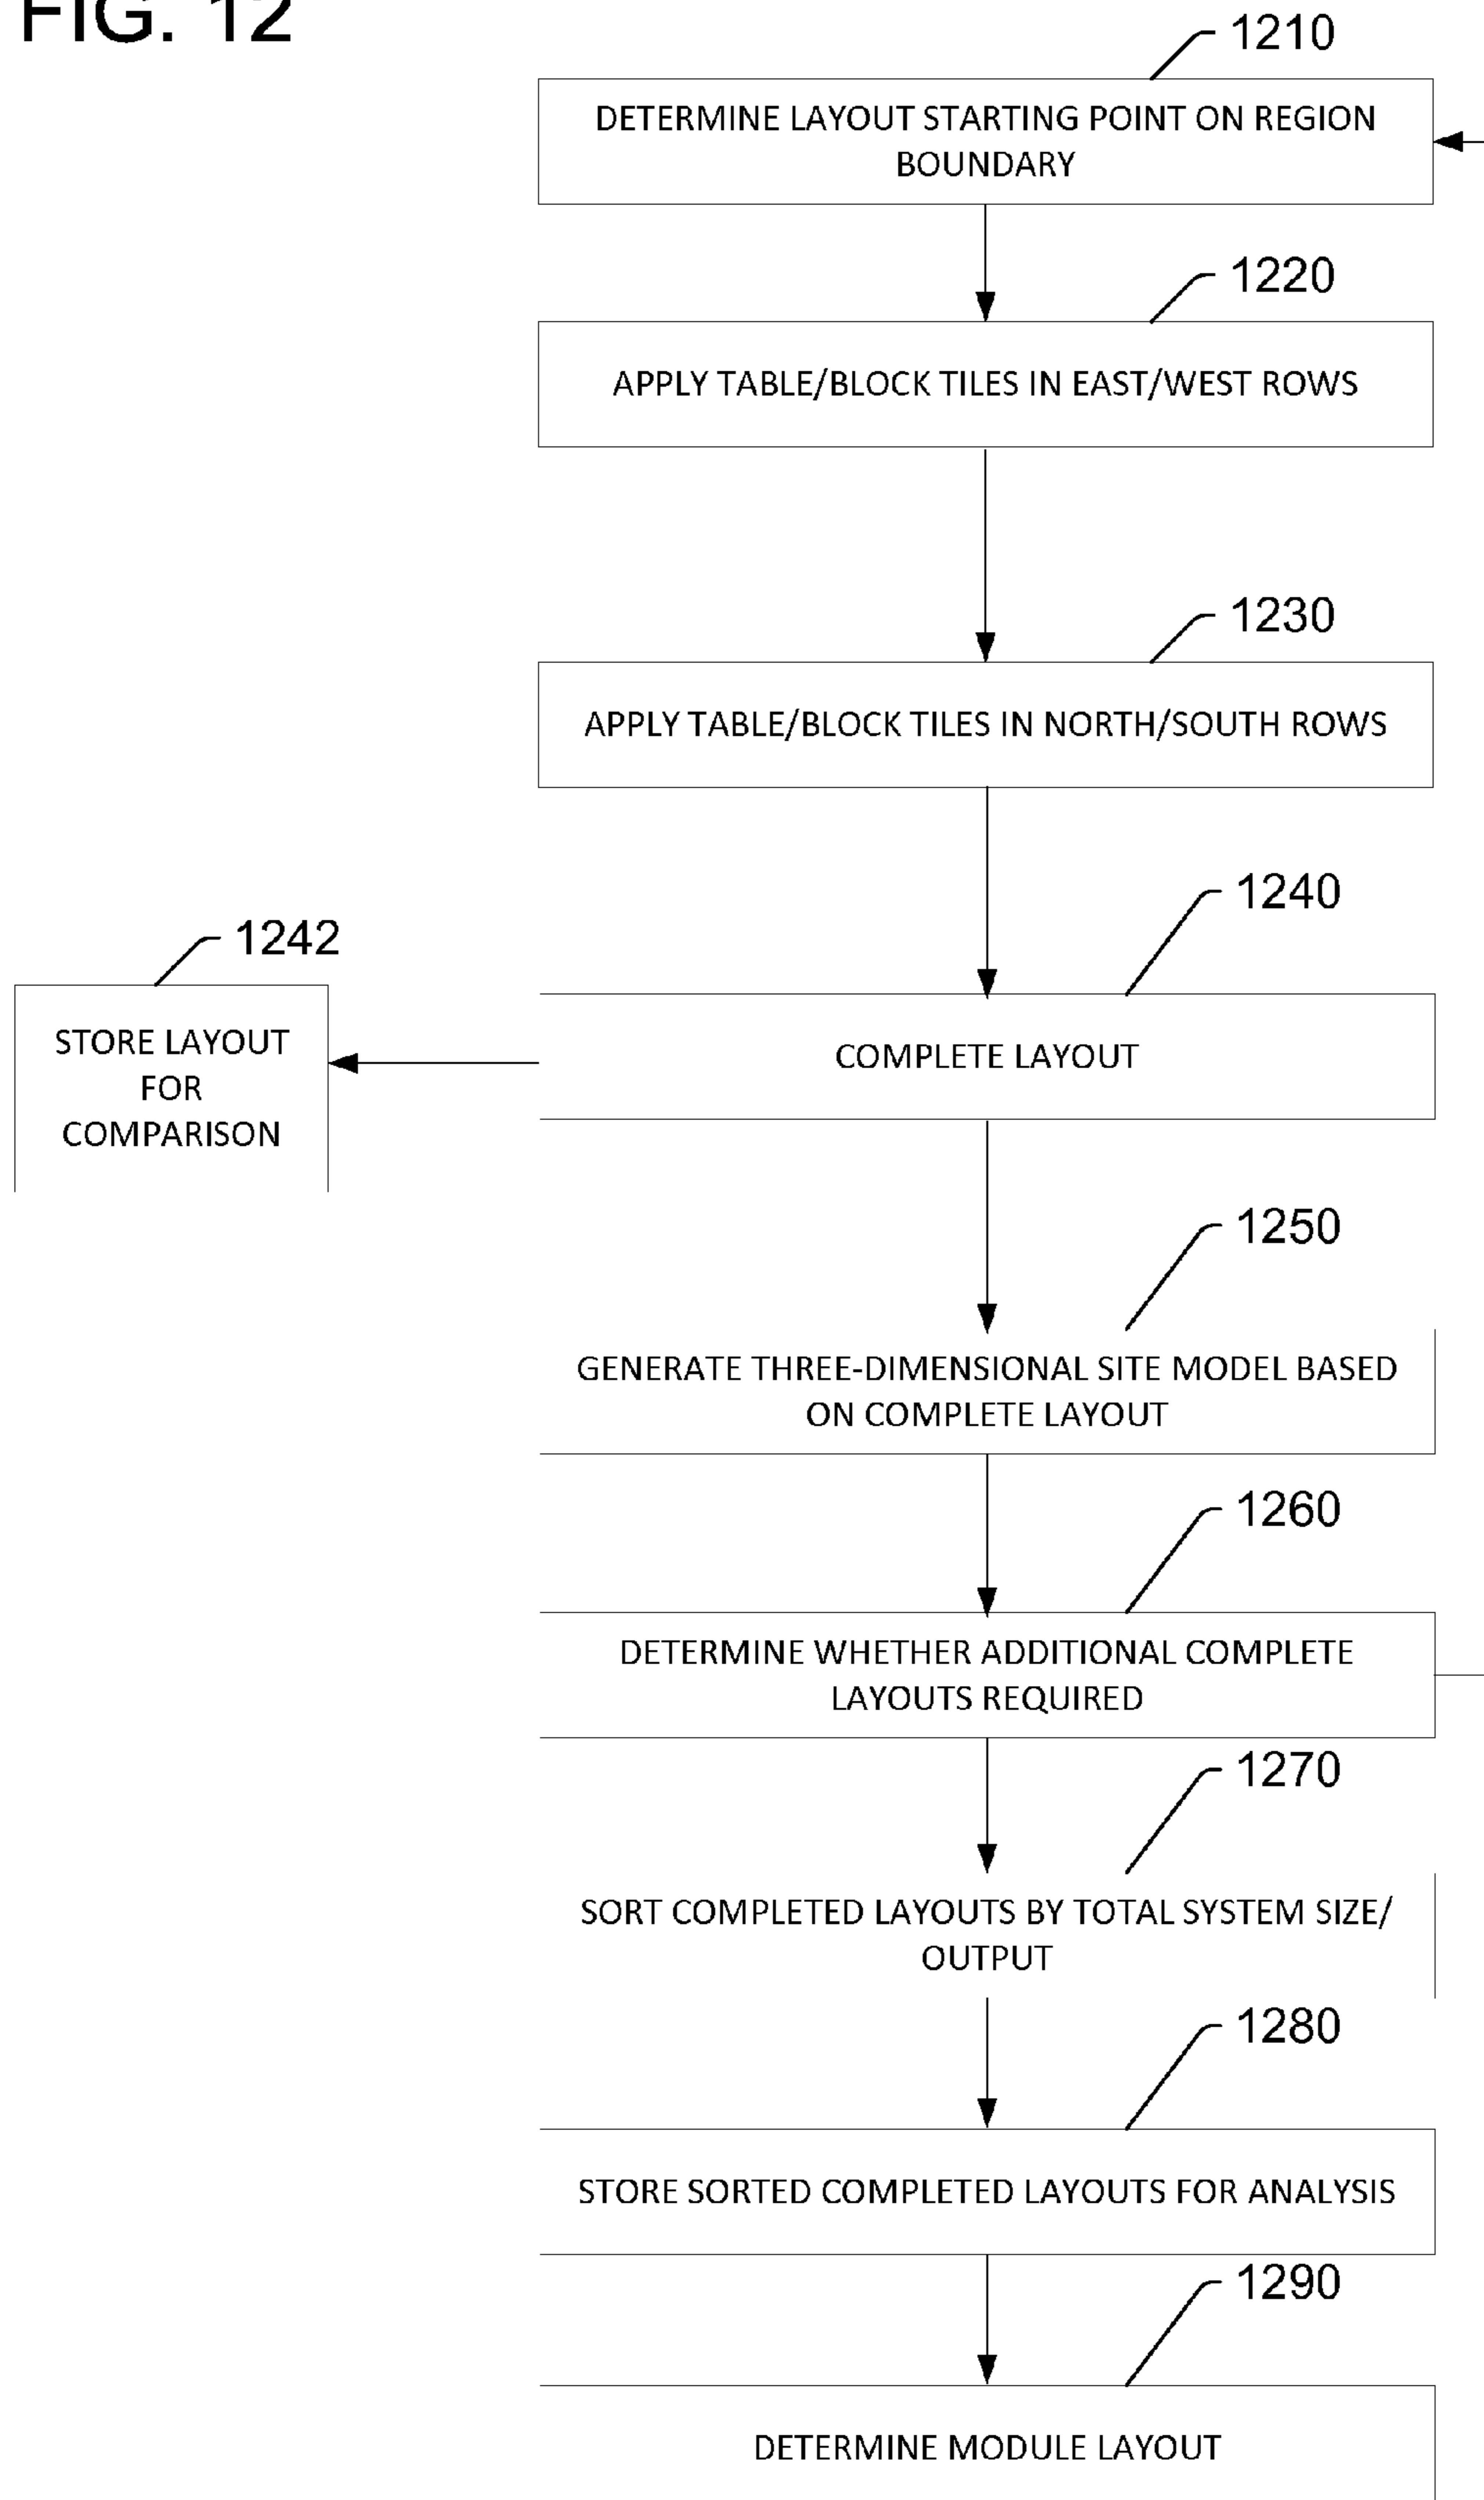 FIG. 12
1210
DETERMINE LAYOUT STARTING POINT ON REGION
BOUNDARY
1220
APPLY TABLE/BLOCK TILES IN EAST/WEST ROWS
1230
APPLY TABLE/BLOCK TILES IN NORTH/SOUTH ROWS
1240
COMPLETE LAYOUT
1242
STORE LAYOUT
FOR
COMPARISON
1250
GENERATE THREE-DIMENSIONAL SITE MODEL BASED
ON COMPLETE LAYOUT
1260
DETERMINE WHETHER ADDITIONAL COMPLETE
LAYOUTS REQUIRED
1270
SORT COMPLETED LAYOUTS BY TOTAL SYSTEM SIZE/
OUTPUT
1280
STORE SORTED COMPLETED LAYOUTS FOR ANALYSIS
1290
DETERMINE MODULE LAYOUT